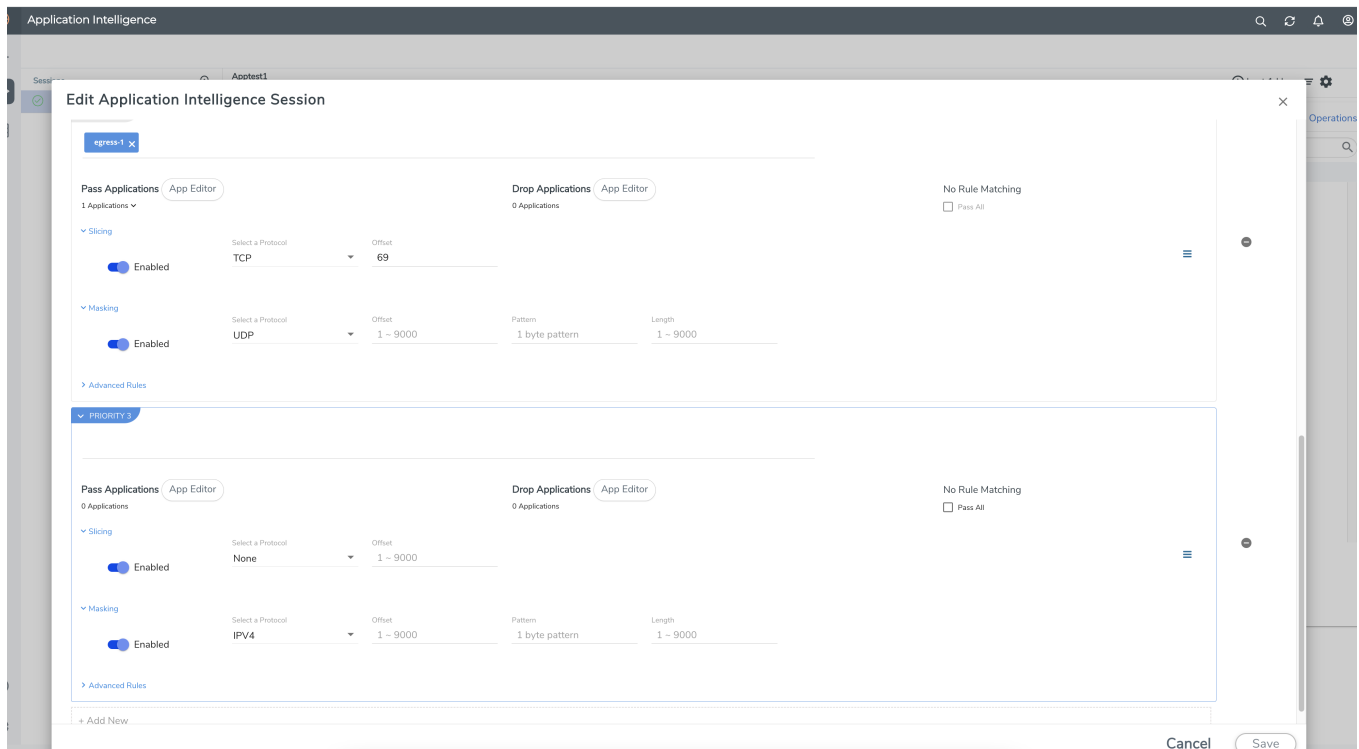 Application Intelligence
Apptest1
Edit Application Intelligence Session
Operations
egress-1
Pass Applications App Editor
1 Applications
Drop Applications App Editor
0 Applications
No Rule Matching
Pass All
Slicing
Enabled
Select a Protocol
TCP
Offset
69
Masking
Enabled
Select a Protocol
UDP
Offset
1 ~ 9000
Pattern
1 byte pattern
Length
1 ~ 9000
Advanced Rules
PRIORITY 3
Pass Applications App Editor
0 Applications
Drop Applications App Editor
0 Applications
No Rule Matching
Pass All
Slicing
Enabled
Select a Protocol
None
Offset
1 ~ 9000
Masking
Enabled
Select a Protocol
IPV4
Offset
1 ~ 9000
Pattern
1 byte pattern
Length
1 ~ 9000
Advanced Rules
+ Add New
Cancel
Save